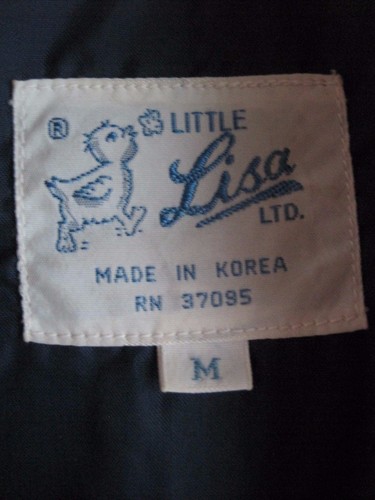 ® LITTLE
Lisa
LTD.
MADE IN KOREA
RN 37095
M